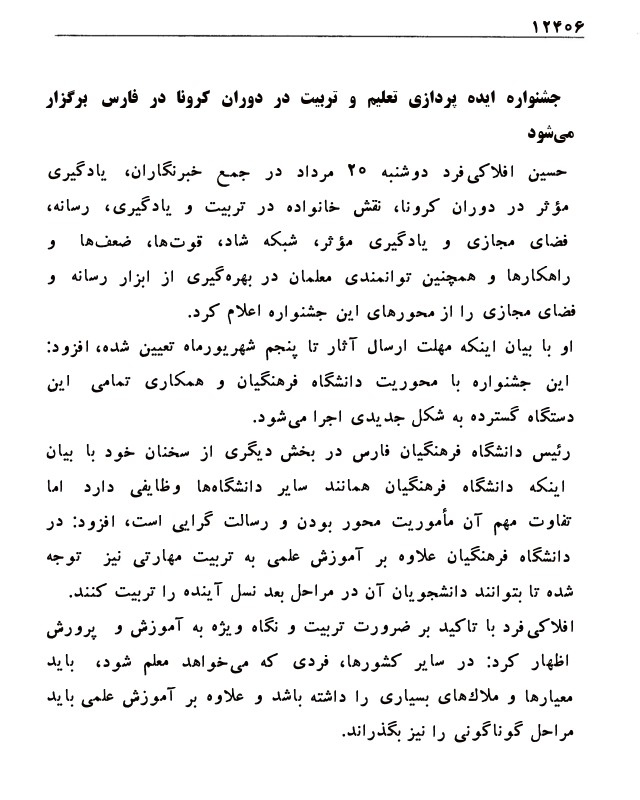 ۱۲۴۰۶
جشنواره ایده پردازی تعلیم و تربیت در دوران کرونا در فارس برگزار
می‌شود
حسین افلاکی‌فرد دوشنبه ۲۰ مرداد در جمع خبرنگاران، یادگیری
مؤثر در دوران کرونا، نقش خانواده در تربیت و یادگیری، رسانه،
فضای مجازی و یادگیری مؤثر، شبکه شاد، قوت‌ها، ضعف‌ها و
راهکارها و همچنین توانمندی معلمان در بهره‌گیری از ابزار رسانه و
فضای مجازی را از محورهای این جشنواره اعلام کرد.
او با بیان اینکه مهلت ارسال آثار تا پنجم شهریورماه تعیین شده، افزود:
این جشنواره با محوریت دانشگاه فرهنگیان و همکاری تمامی این
دستگاه گسترده به شکل جدیدی اجرا می‌شود.
رئیس دانشگاه فرهنگیان فارس در بخش دیگری از سخنان خود با بیان
اینکه دانشگاه فرهنگیان همانند سایر دانشگاه‌ها وظایفی دارد اما
تفاوت مهم آن مأموریت محور بودن و رسالت گرایی است، افزود: در
دانشگاه فرهنگیان علاوه بر آموزش علمی به تربیت مهارتی نیز توجه
شده تا بتوانند دانشجویان آن در مراحل بعد نسل آینده را تربیت کنند.
افلاکی‌فرد با تاکید بر ضرورت تربیت و نگاه ویژه به آموزش و پرورش
اظهار کرد: در سایر کشورها، فردی که می‌خواهد معلم شود، باید
معیارها و ملاك‌های بسیاری را داشته باشد و علاوه بر آموزش علمی باید
مراحل گوناگونی را نیز بگذراند.